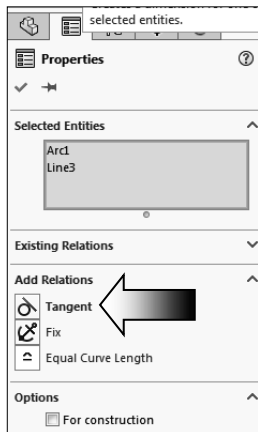 selected entities.
Properties
Selected Entities
Arc1
Line3
Existing Relations
Add Relations
Tangent
Fix
Equal Curve Length
Options
For construction